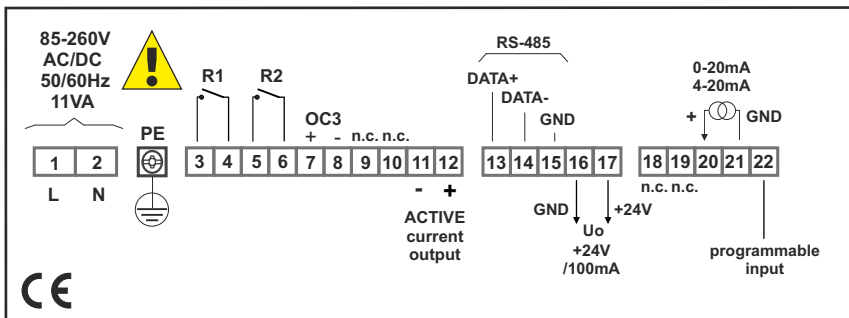 85-260V
AC/DC
50/60Hz
11VA
PE
1 2
L N
R1 R2
OC3
+ - n.c. n.c.
3 4 5 6 7 8 9 10 11 12
- +
ACTIVE
current
output
RS-485
DATA+
DATA-
GND
13 14 15 16 17
GND +24V
Uo
+24V
/100mA
0-20mA
4-20mA
+ GND
18 19 20 21 22
n.c. n.c.
programmable
input
CE